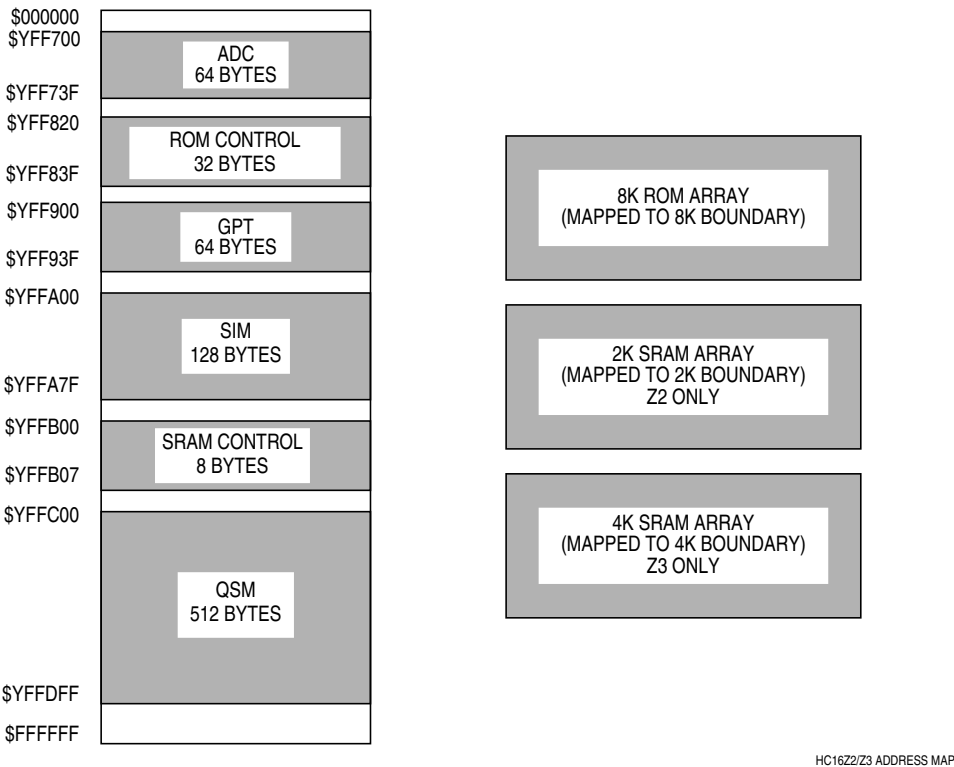 $000000
$YFF700
ADC
64 BYTES
$YFF73F
$YFF820
ROM CONTROL
32 BYTES
$YFF83F
$YFF900
GPT
64 BYTES
$YFF93F
$YFFA00
SIM
128 BYTES
$YFFA7F
$YFFB00
SRAM CONTROL
8 BYTES
$YFFB07
$YFFC00
QSM
512 BYTES
$YFFDFF
$FFFFFF
8K ROM ARRAY
(MAPPED TO 8K BOUNDARY)
2K SRAM ARRAY
(MAPPED TO 2K BOUNDARY)
Z2 ONLY
4K SRAM ARRAY
(MAPPED TO 4K BOUNDARY)
Z3 ONLY
HC16Z2/Z3 ADDRESS MAP